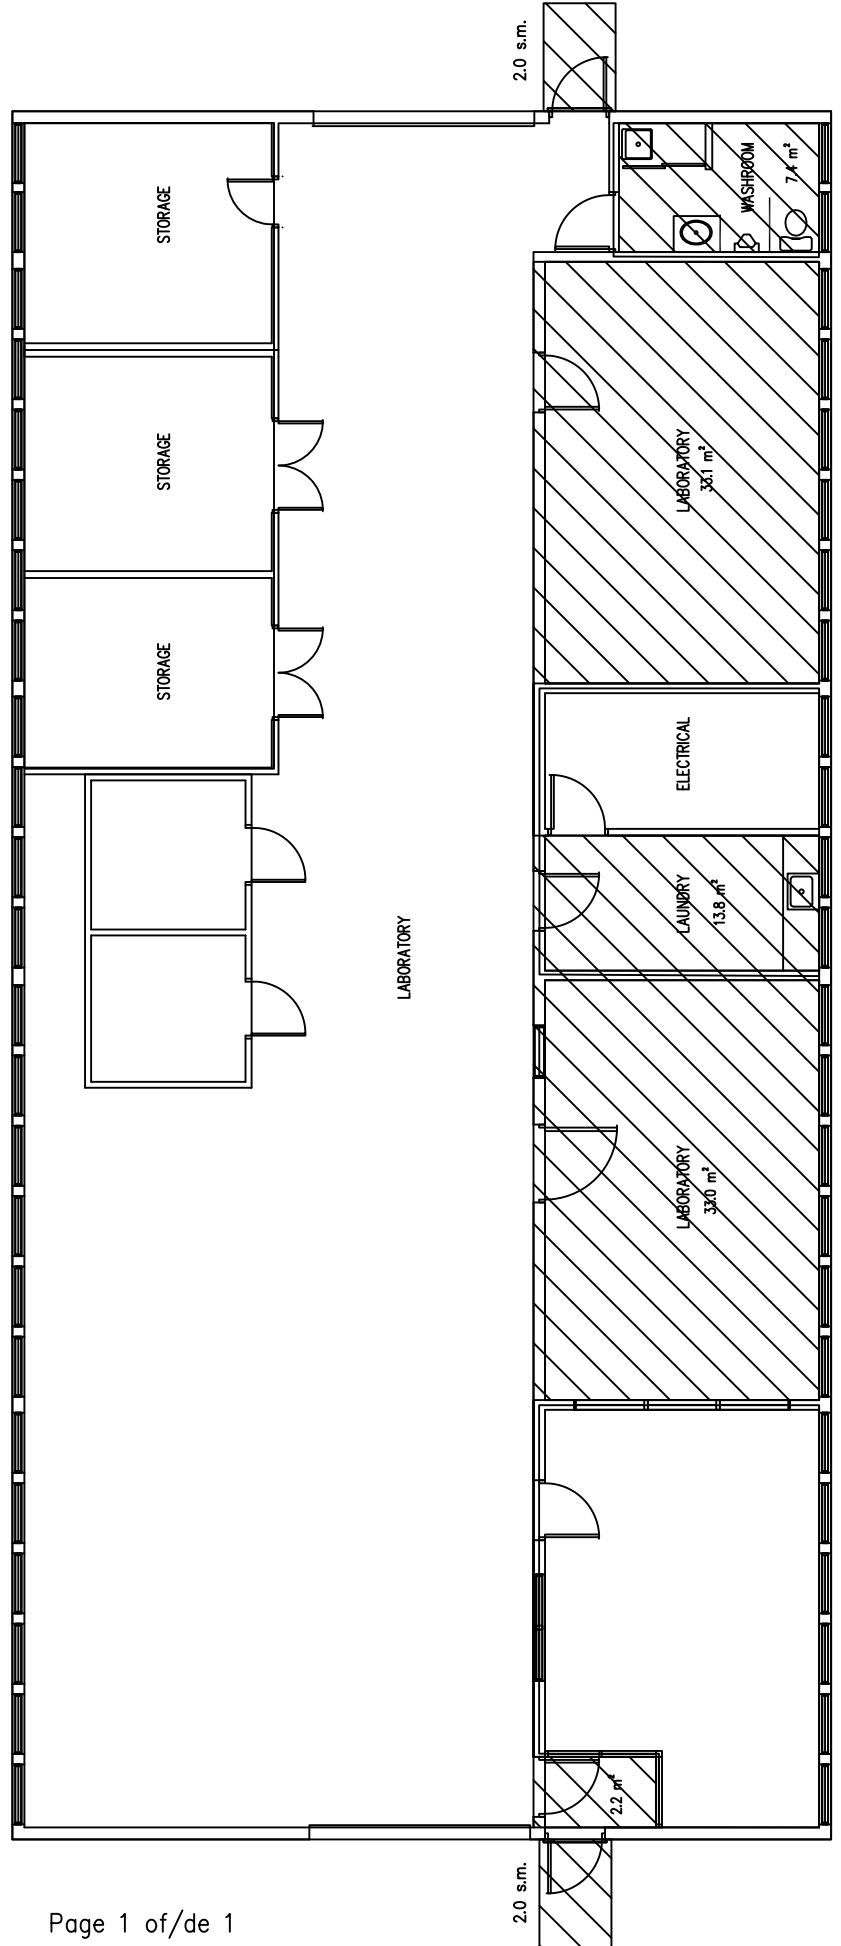 2.0 s.m.
STORAGE
WASHROOM
7.4 m²
STORAGE
LABORATORY
33.1 m²
STORAGE
ELECTRICAL
LAUNDRY
13.8 m²
LABORATORY
LABORATORY
33.0 m²
2.2 m²
2.0 s.m.
Page 1 of/de 1